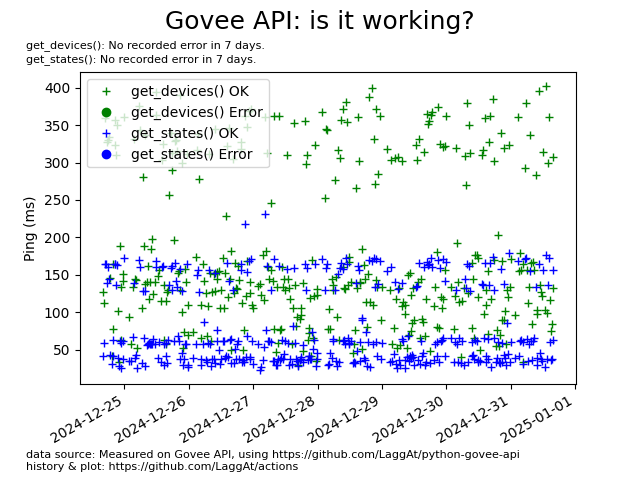 Govee API: is it working?
get_devices(): No recorded error in 7 days.
get_states(): No recorded error in 7 days.
get_devices() OK
get_devices() Error
get_states() OK
get_states() Error
Ping (ms)
400
350
300
250
200
150
100
50
2024-12-25
2024-12-26
2024-12-27
2024-12-28
2024-12-29
2024-12-30
2024-12-31
2025-01-01
data source: Measured on Govee API, using https://github.com/LaggAt/python-govee-api
history & plot: https://github.com/LaggAt/actions